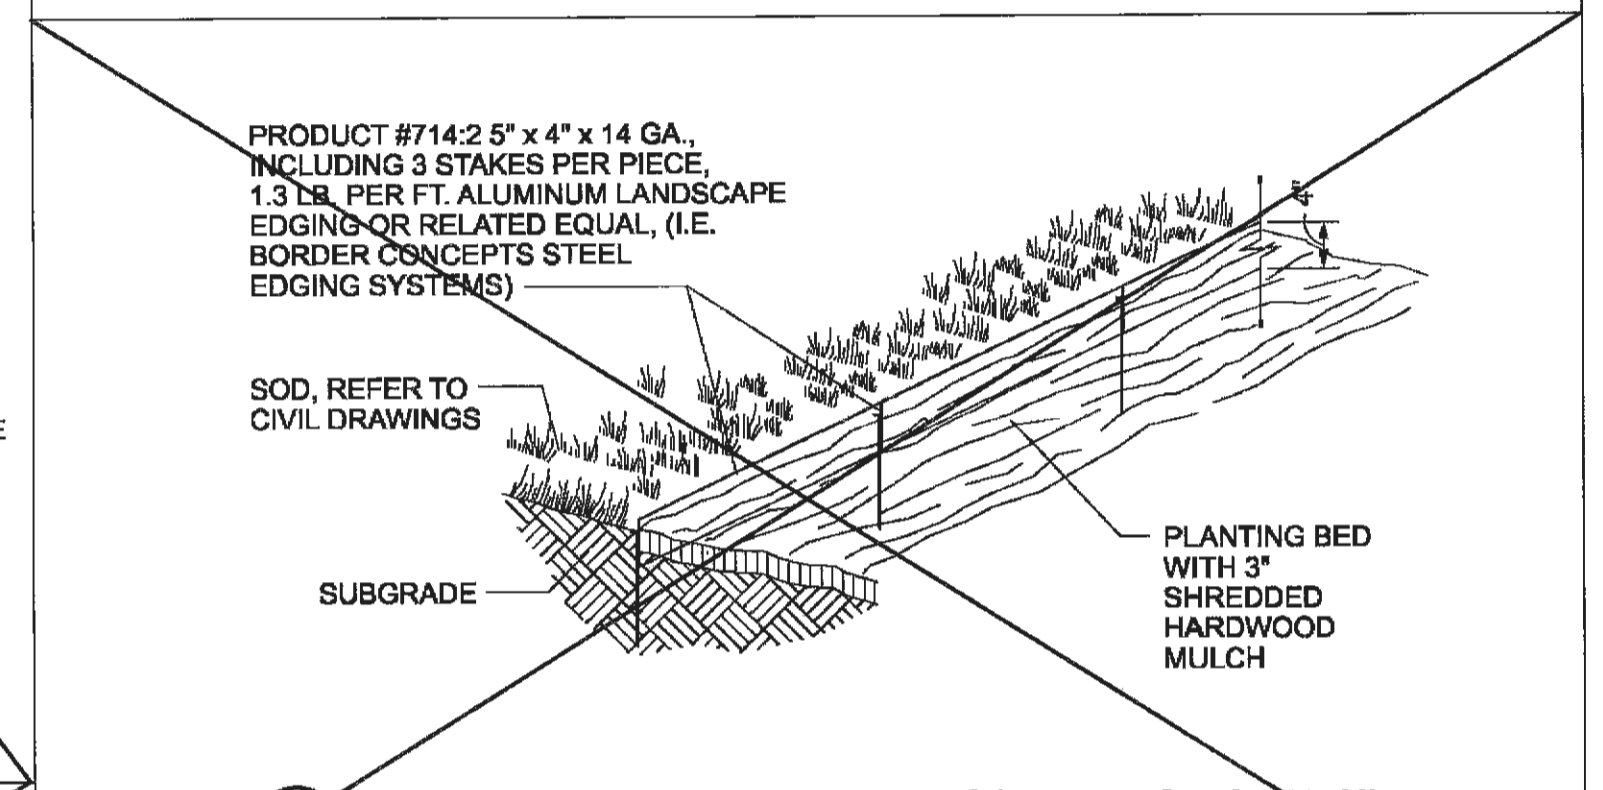 PRODUCT #714:2 5" x 4" x 14 GA.,
INCLUDING 3 STAKES PER PIECE,
1.3 LB. PER FT. ALUMINUM LANDSCAPE
EDGING OR RELATED EQUAL, (I.E.
BORDER CONCEPTS STEEL
EDGING SYSTEMS)
4"
SOD, REFER TO
CIVIL DRAWINGS
E
SUBGRADE
PLANTING BED
WITH 3"
SHREDDED
HARDWOOD
MULCH